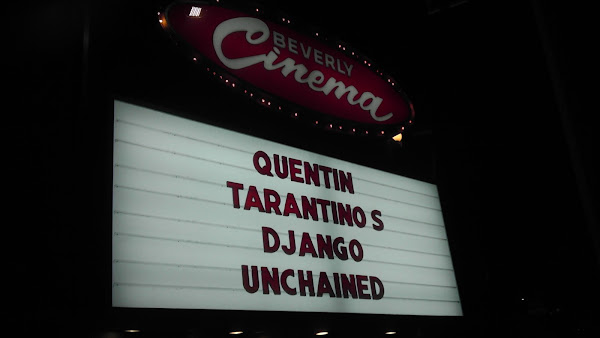 BEVERLY
Cinema
QUENTIN
TARANTINO S
DJANGO
UNCHAINED